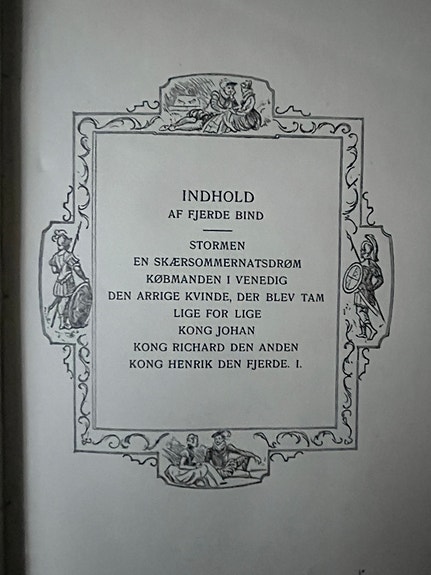 INDHOLD
AF FJERDE BIND
STORMEN
EN SKÆRSOMMERNATSDRØM
KØBMANDEN I VENEDIG
DEN ARRIGE KVINDE, DER BLEV TAM
LIGE FOR LIGE
KONG JOHAN
KONG RICHARD DEN ANDEN
KONG HENRIK DEN FJERDE. I.